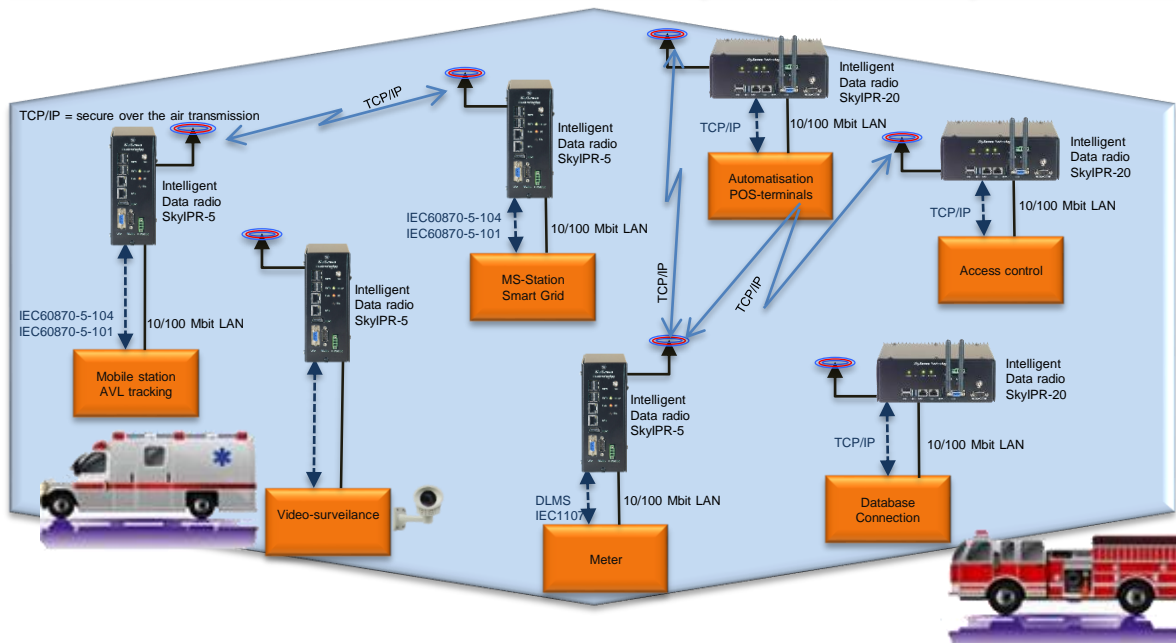 TCP/IP = secure over the air transmission
Intelligent
Data radio
SkyIPR-5
IEC60870-5-104
IEC60870-5-101
10/100 Mbit LAN
Mobile station
AVL tracking
Intelligent
Data radio
SkyIPR-5
Video-surveilance
TCP/IP
Intelligent
Data radio
SkyIPR-5
IEC60870-5-104
IEC60870-5-101
10/100 Mbit LAN
MS-Station
Smart Grid
Intelligent
Data radio
SkyIPR-20
TCP/IP
10/100 Mbit LAN
Automatisation
POS-terminals
Intelligent
Data radio
SkyIPR-20
TCP/IP
10/100 Mbit LAN
Access control
TCP/IP
TCP/IP
Intelligent
Data radio
SkyIPR-5
DLMS
IEC1107
10/100 Mbit LAN
Meter
Intelligent
Data radio
SkyIPR-20
TCP/IP
10/100 Mbit LAN
Database
Connection